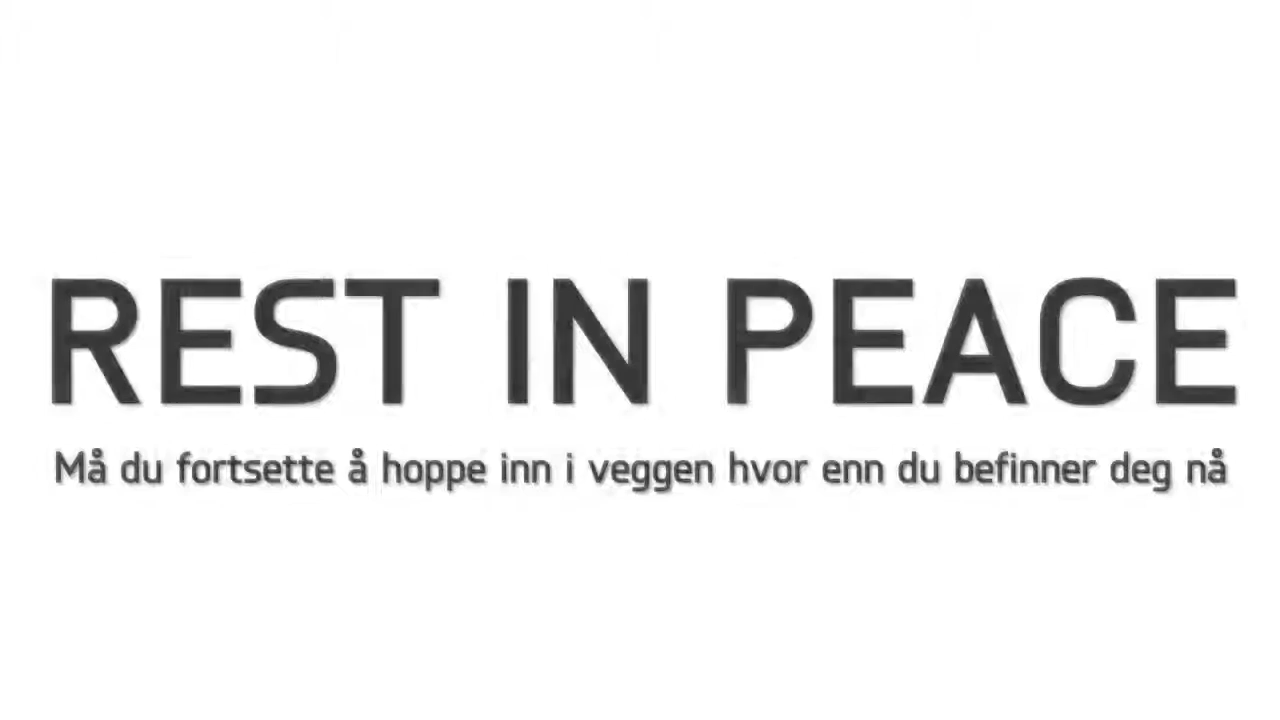 REST IN PEACE
Må du fortsette å hoppe inn i veggen hvor enn du befinner deg nå